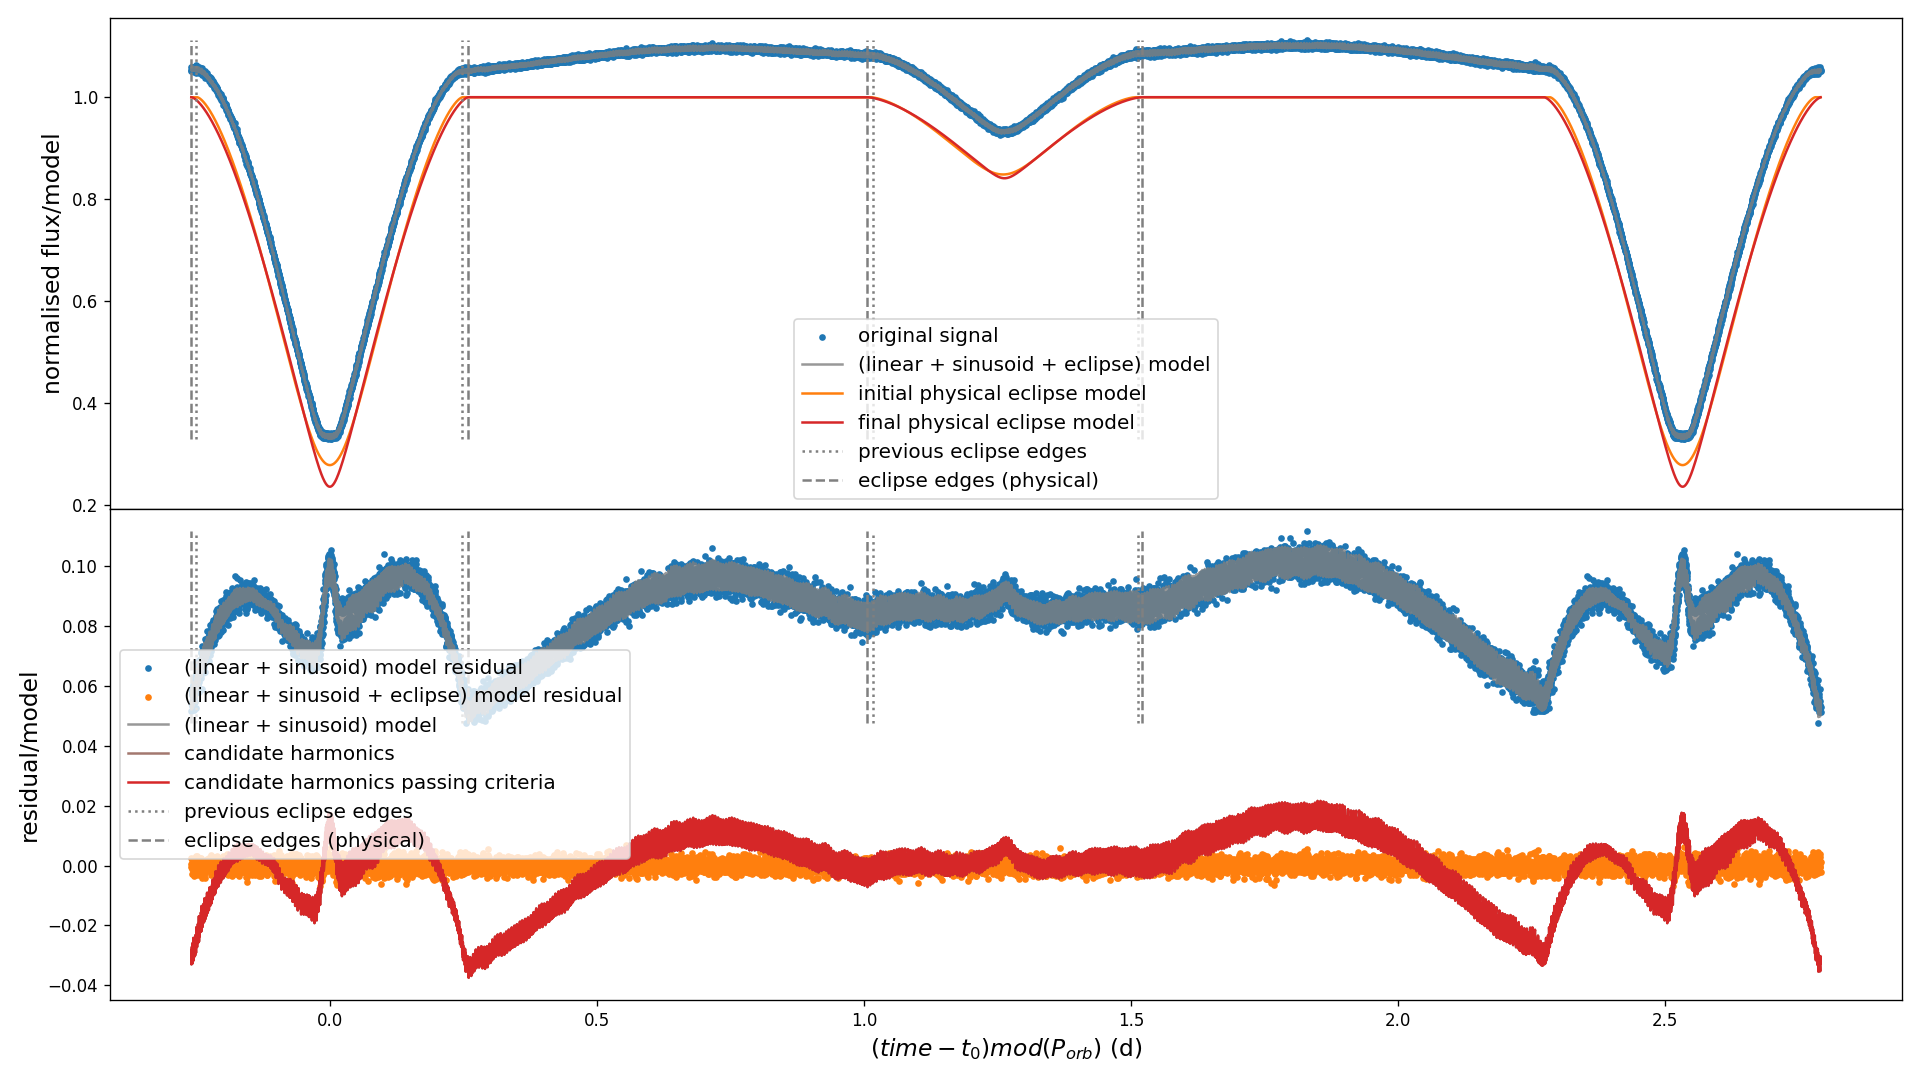 normalised flux/model
1.0
0.8
0.6
0.4
0.2
original signal
(linear + sinusoid + eclipse) model
initial physical eclipse model
final physical eclipse model
previous eclipse edges
eclipse edges (physical)
residual/model
0.10
0.08
0.06
0.04
0.02
0.00
−0.02
−0.04
(linear + sinusoid) model residual
(linear + sinusoid + eclipse) model residual
(linear + sinusoid) model
candidate harmonics
candidate harmonics passing criteria
previous eclipse edges
eclipse edges (physical)
0.0 0.5 1.0 1.5 2.0 2.5
(time − t₀)mod(Pₒᵣb) (d)